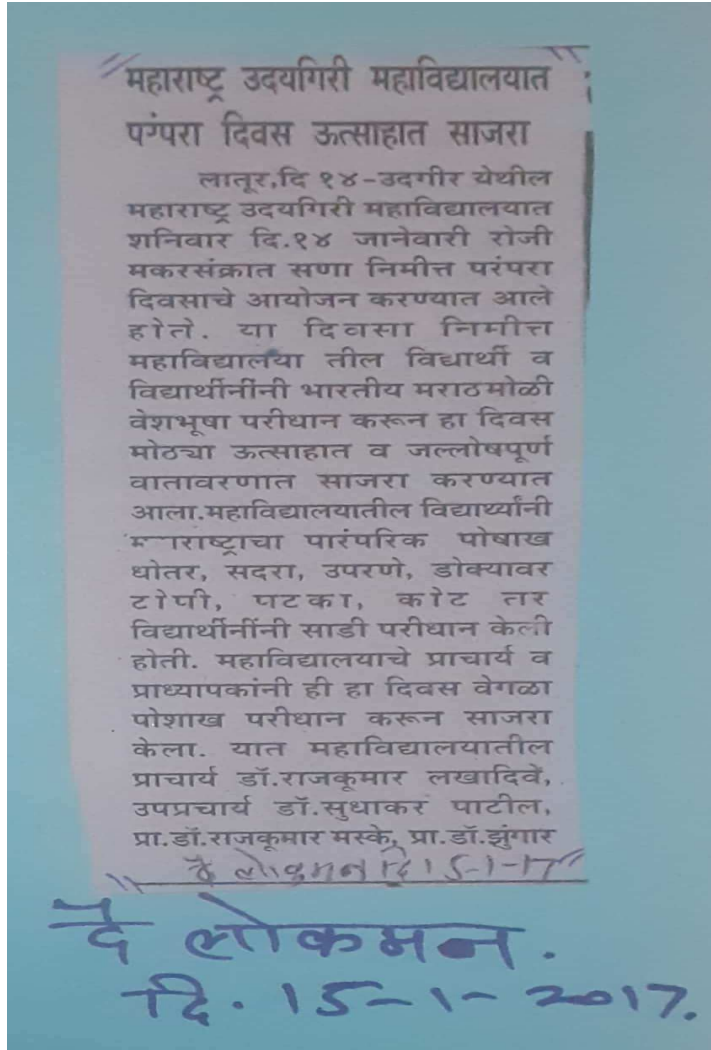 महाराष्ट्र उदयगिरी महाविद्यालयात
परंपरा दिवस ऊत्साहात साजरा
लातूर,दि १४-उदगीर येथील
महाराष्ट्र उदयगिरी महाविद्यालयात
शनिवार दि.१४ जानेवारी रोजी
मकरसंक्रात सणा निमीत्त परंपरा
दिवसाचे आयोजन करण्यात आले
होते. या दिवसा निमीत्त
महाविद्यालया तील विद्यार्थी व
विद्यार्थीनींनी भारतीय मराठमोळी
वेशभूषा परीधान करून हा दिवस
मोठ्या ऊत्साहात व जल्लोषपूर्ण
वातावरणात साजरा करण्यात
आला.महाविद्यालयातील विद्यार्थ्यांनी
पारंपरिक पोषाख
धोतर, सदरा, उपरणे, डोक्यावर
टोपी, पटका, कोट तर
विद्यार्थीनींनी साडी परीधान केली
होती. महाविद्यालयाचे प्राचार्य व
प्राध्यापकांनी ही हा दिवस वेगळा
पोशाख परीधान करून साजरा
केला. यात महाविद्यालयातील
प्राचार्य डॉ.राजकूमार लखादिवे,
उपप्रचार्य डॉ.सुधाकर पाटील,
प्रा.डॉ.राजकूमार मस्के, प्रा.डॉ.झुंगार
दै लोकमन दि 15-1-17
दै लोकमन.
दि. 15-1-2017.